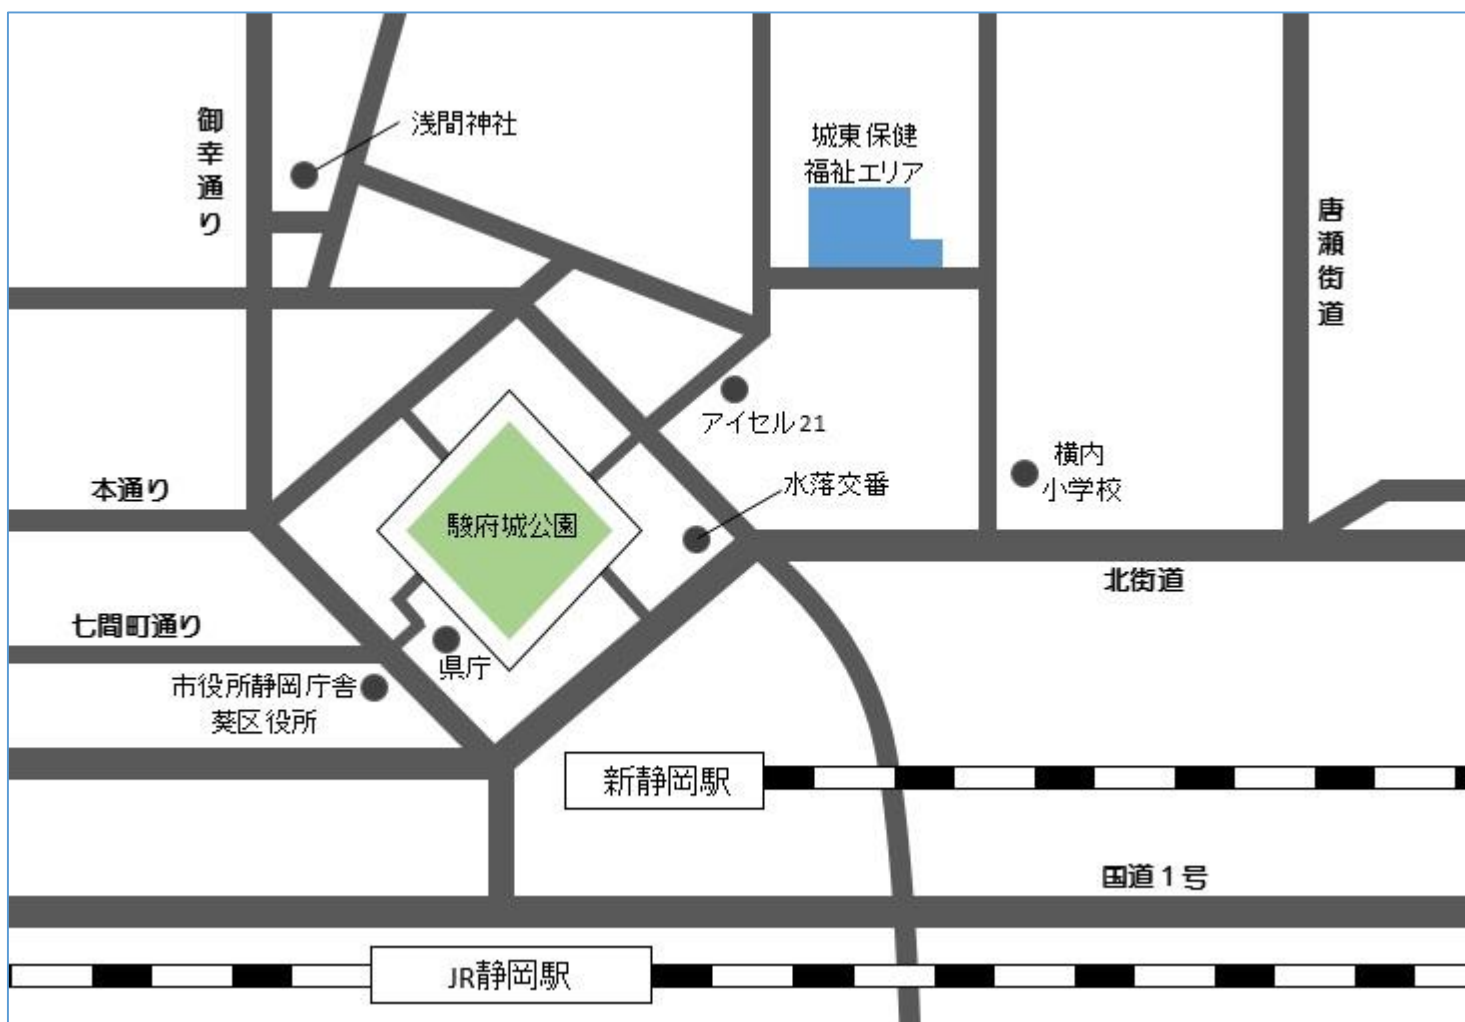 御幸通り
浅間神社
城東保健
福祉エリア
唐瀬街道
アイセル21
横内
小学校
水落交番
本通り
駿府城公園
北街道
七間町通り
県庁
市役所静岡庁舎
葵区役所
新静岡駅
国道1号
JR静岡駅